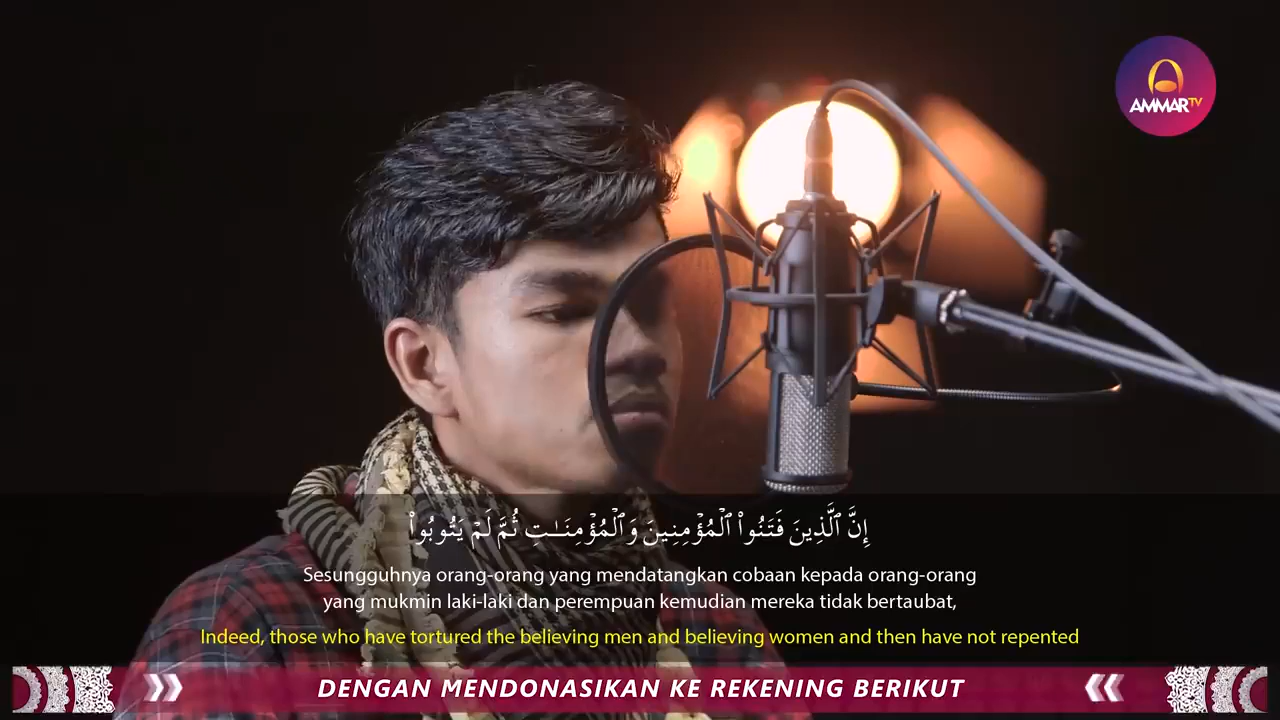 AMMARTV
إِنَّ ٱلَّذِينَ فَتَنُوا۟ ٱلْمُؤْمِنِينَ وَٱلْمُؤْمِنَـٰتِ ثُمَّ لَمْ يَتُوبُوا۟
Sesungguhnya orang-orang yang mendatangkan cobaan kepada orang-orang
yang mukmin laki-laki dan perempuan kemudian mereka tidak bertaubat,
Indeed, those who have tortured the believing men and believing women and then have not repented
DENGAN MENDONASIKAN KE REKENING BERIKUT